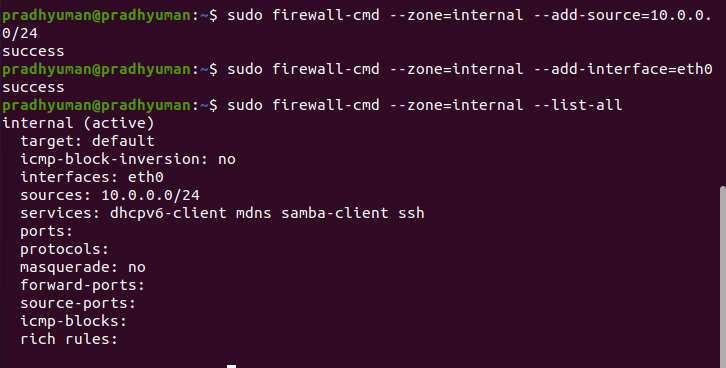 pradhyuman@pradhyuman:~$ sudo firewall-cmd --zone=internal --add-source=10.0.0.
0/24
success
pradhyuman@pradhyuman:~$ sudo firewall-cmd --zone=internal --add-interface=eth0
success
pradhyuman@pradhyuman:~$ sudo firewall-cmd --zone=internal --list-all
internal (active)
  target: default
  icmp-block-inversion: no
  interfaces: eth0
  sources: 10.0.0.0/24
  services: dhcpv6-client mdns samba-client ssh
  ports:
  protocols:
  masquerade: no
  forward-ports:
  source-ports:
  icmp-blocks:
  rich rules: